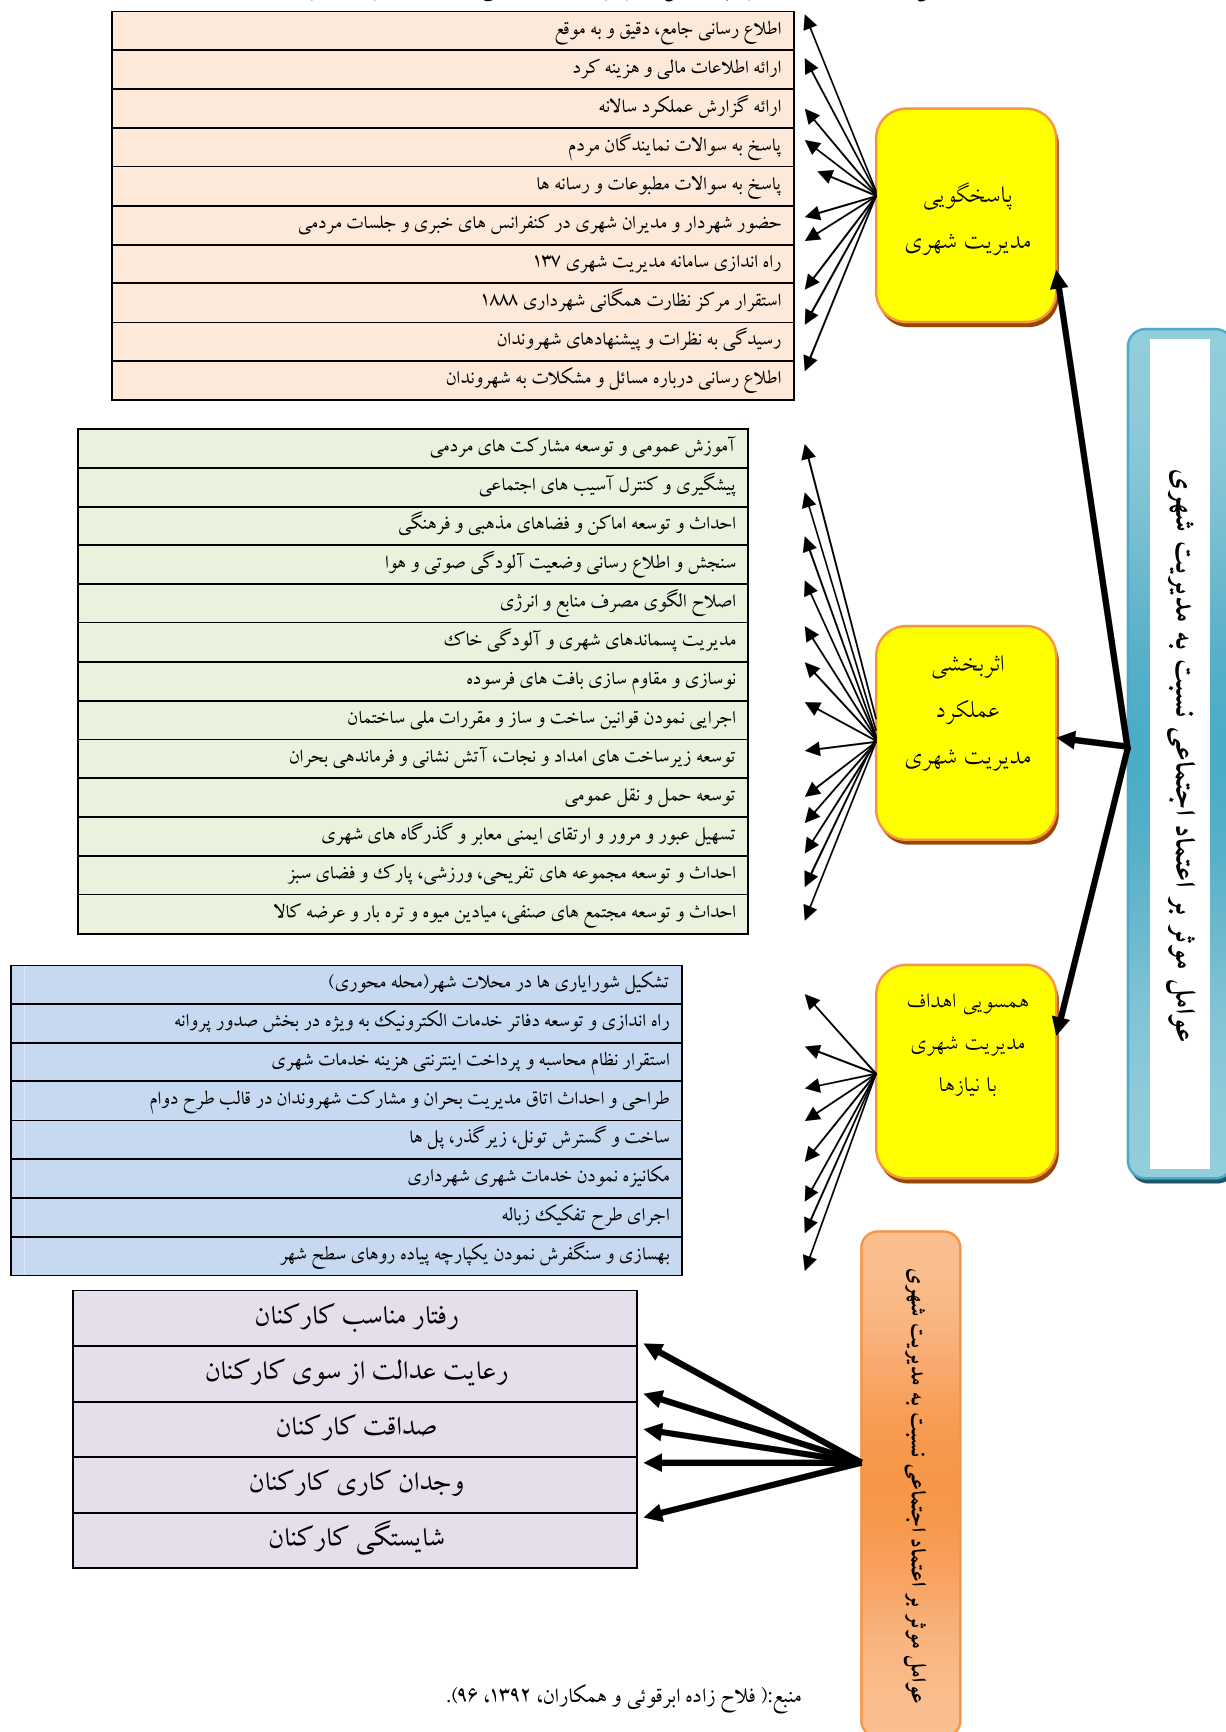 عوامل موثر بر اعتماد اجتماعی نسبت به مدیریت شهری
پاسخگویی
مدیریت شهری
اطلاع رسانی جامع، دقیق و به موقع
ارائه اطلاعات مالی و هزینه کرد
ارائه گزارش عملکرد سالانه
پاسخ به سوالات نمایندگان مردم
پاسخ به سوالات مطبوعات و رسانه ها
حضور شهردار و مدیران شهری در کنفرانس های خبری و جلسات مردمی
راه اندازی سامانه مدیریت شهری ۱۳۷
استقرار مرکز نظارت همگانی شهرداری ۱۸۸۸
رسیدگی به نظرات و پیشنهادهای شهروندان
اطلاع رسانی درباره مسائل و مشکلات به شهروندان
اثربخشی
عملکرد
مدیریت شهری
آموزش عمومی و توسعه مشارکت های مردمی
پیشگیری و کنترل آسیب های اجتماعی
احداث و توسعه اماکن و فضاهای مذهبی و فرهنگی
سنجش و اطلاع رسانی وضعیت آلودگی صوتی و هوا
اصلاح الگوی مصرف منابع و انرژی
مدیریت پسماندهای شهری و آلودگی خاک
نوسازی و مقاوم سازی بافت های فرسوده
اجرایی نمودن قوانین ساخت و ساز و مقررات ملی ساختمان
توسعه زیرساخت های امداد و نجات، آتش نشانی و فرماندهی بحران
توسعه حمل و نقل عمومی
تسهیل عبور و مرور و ارتقای ایمنی معابر و گذرگاه های شهری
احداث و توسعه مجموعه های تفریحی، ورزشی، پارک و فضای سبز
احداث و توسعه مجتمع های صنفی، میادین میوه و تره بار و عرضه کالا
همسویی اهداف
مدیریت شهری
با نیازها
تشکیل شورایاری ها در محلات شهر(محله محوری)
راه اندازی و توسعه دفاتر خدمات الکترونیک به ویژه در بخش صدور پروانه
استقرار نظام محاسبه و پرداخت اینترنتی هزینه خدمات شهری
طراحی و احداث اتاق مدیریت بحران و مشارکت شهروندان در قالب طرح دوام
ساخت و گسترش تونل، زیرگذر، پل ها
مکانیزه نمودن خدمات شهری شهرداری
اجرای طرح تفکیک زباله
بهسازی و سنگفرش نمودن یکپارچه پیاده روهای سطح شهر
عوامل موثر بر اعتماد اجتماعی نسبت به مدیریت شهری
رفتار مناسب کارکنان
رعایت عدالت از سوی کارکنان
صداقت کارکنان
وجدان کاری کارکنان
شایستگی کارکنان
منبع:( فلاح زاده ابرقوئی و همکاران، ۱۳۹۲، ۹۶).